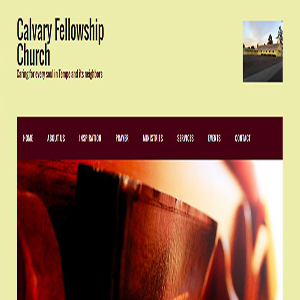 Calvary Fellowship
Church
Caring for every soul in Tempe and its neighbors
HOME ABOUT US INSPIRATION PRAYER MINISTRIES SERVICES EVENTS CONTACT